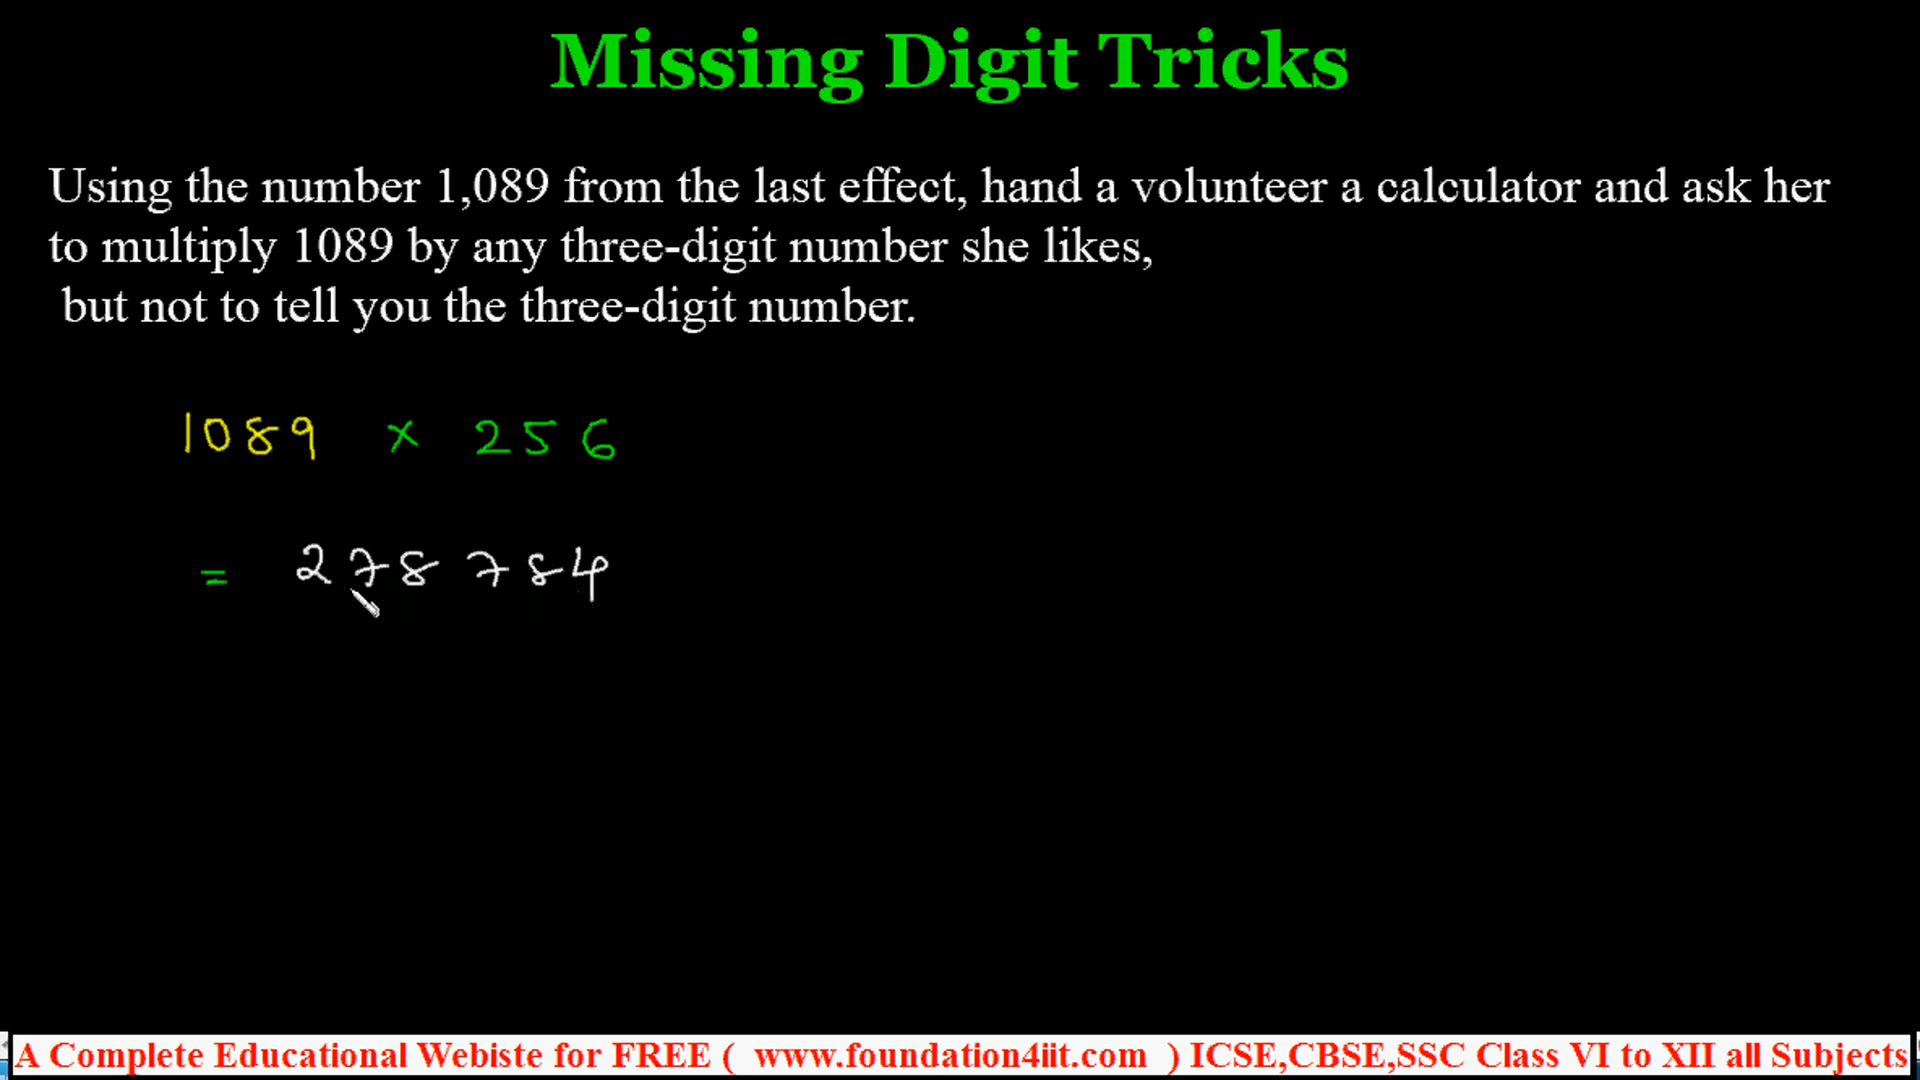 Missing Digit Tricks
Using the number 1,089 from the last effect, hand a volunteer a calculator and ask her
to multiply 1089 by any three-digit number she likes,
but not to tell you the three-digit number.
1089 × 256
= 278 784
A Complete Educational Webiste for FREE ( www.foundation4iit.com ) ICSE,CBSE,SSC Class VI to XII all Subjects